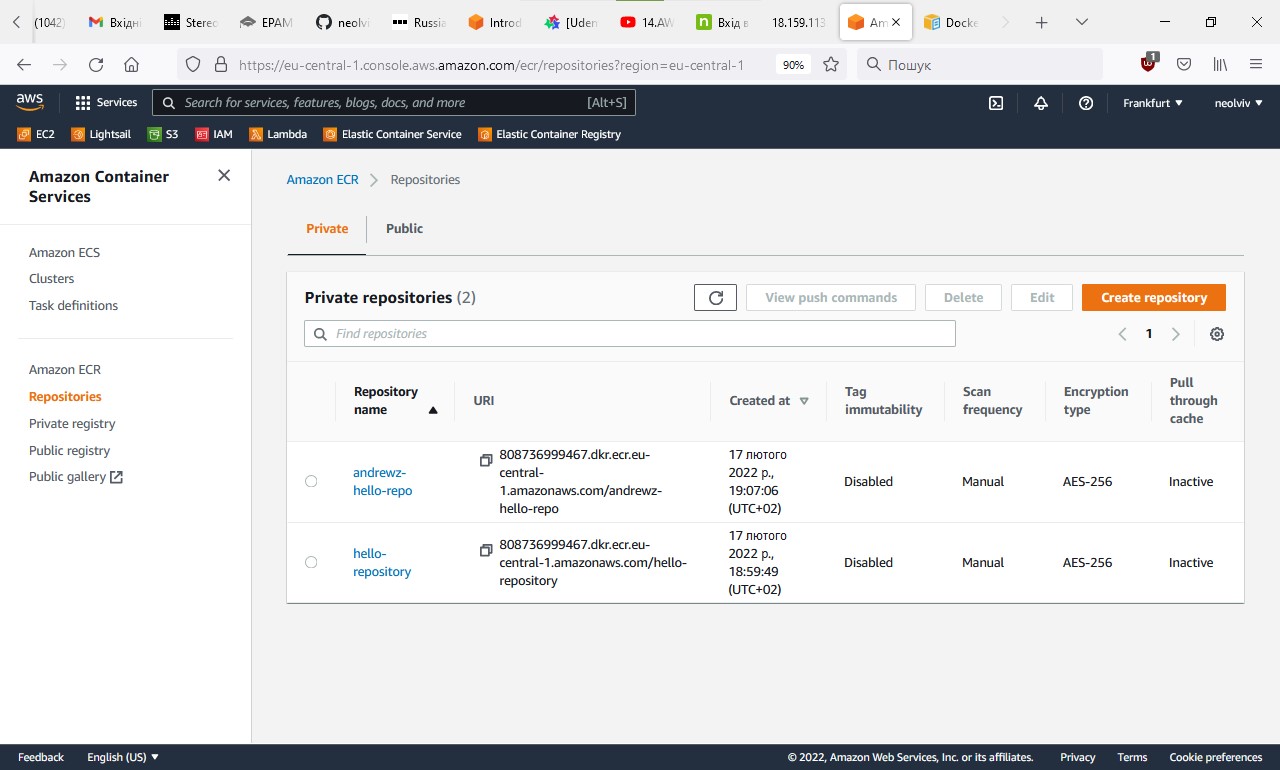 (1042)
Вхідні
Sterec
EPAM
neolvi
Russia
Introd
[Uden
14.AW
Вхід в
18.159.113
Am
Docke
https://eu-central-1.console.aws.amazon.com/ecr/repositories?region=eu-central-1
90%
Пошук
1
aws
Services
Search for services, features, blogs, docs, and more
[Alt+S]
Frankfurt
neolviv
EC2
Lightsail
S3
IAM
Lambda
Elastic Container Service
Elastic Container Registry
Amazon Container
Services
Amazon ECS
Clusters
Task definitions
Amazon ECR
Repositories
Private registry
Public registry
Public gallery
Amazon ECR
Repositories
Private
Public
Private repositories (2)
View push commands
Delete
Edit
Create repository
Find repositories
1
Repository
name
URI
Created at
Tag
immutability
Scan
frequency
Encryption
type
Pull
through
cache
andrewz-
hello-repo
808736999467.dkr.ecr.eu-
central-
1.amazonaws.com/andrewz-
hello-repo
17 лютого
2022 р.,
19:07:06
(UTC+02)
Disabled
Manual
AES-256
Inactive
hello-
repository
808736999467.dkr.ecr.eu-
central-1.amazonaws.com/hello-
repository
17 лютого
2022 р.,
18:59:49
(UTC+02)
Disabled
Manual
AES-256
Inactive
Feedback
English (US)
© 2022, Amazon Web Services, Inc. or its affiliates.
Privacy
Terms
Cookie preferences